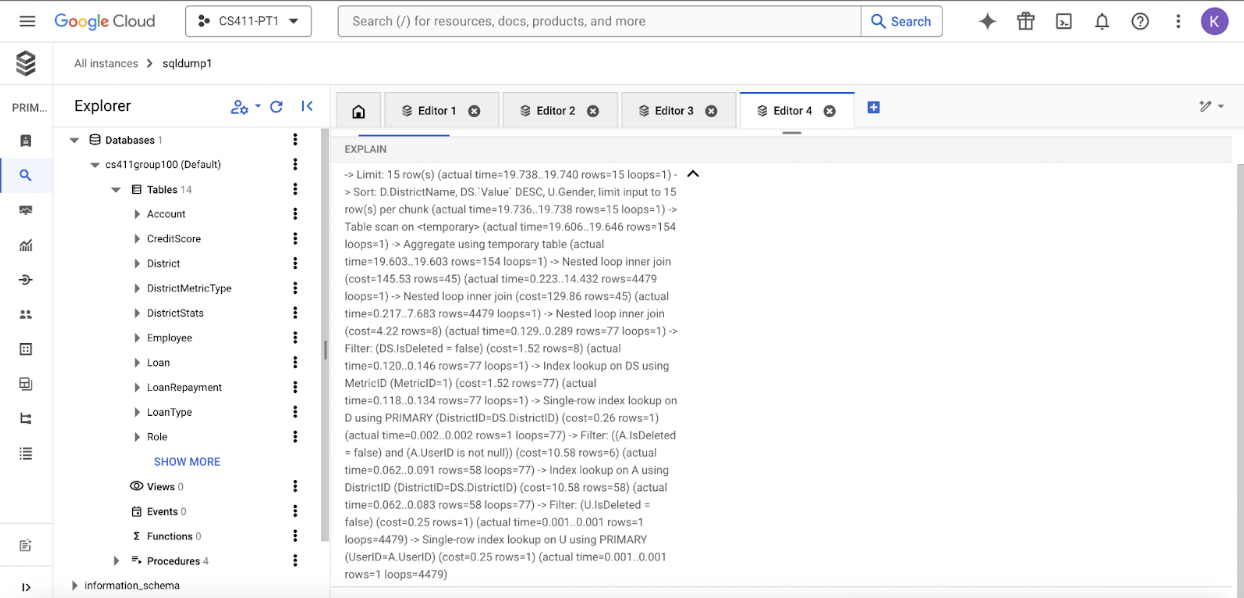 Google Cloud
CS411-PT1
Search (/) for resources, docs, products, and more
Search
K
All instances
sqldump1
PRIM...
Explorer
Editor 1
Editor 2
Editor 3
Editor 4
Databases 1
cs411group100 (Default)
Tables 14
Account
CreditScore
District
DistrictMetricType
DistrictStats
Employee
Loan
LoanRepayment
LoanType
Role
SHOW MORE
Views 0
Events 0
Functions 0
Procedures 4
information_schema
EXPLAIN
-> Limit: 15 row(s) (actual time=19.738..19.740 rows=15 loops=1) -
> Sort: D.DistrictName, DS.`Value` DESC, U.Gender, limit input to 15
row(s) per chunk (actual time=19.736..19.738 rows=15 loops=1) ->
Table scan on <temporary> (actual time=19.606..19.646 rows=154
loops=1) -> Aggregate using temporary table (actual
time=19.603..19.603 rows=154 loops=1) -> Nested loop inner join
(cost=145.53 rows=45) (actual time=0.223..14.432 rows=4479
loops=1) -> Nested loop inner join (cost=129.86 rows=45) (actual
time=0.217..7.683 rows=4479 loops=1) -> Nested loop inner join
(cost=4.22 rows=8) (actual time=0.129..0.289 rows=77 loops=1) ->
Filter: (DS.IsDeleted = false) (cost=1.52 rows=8) (actual
time=0.120..0.146 rows=77 loops=1) -> Index lookup on DS using
MetricID (MetricID=1) (cost=1.52 rows=77) (actual
time=0.118..0.134 rows=77 loops=1) -> Single-row index lookup on
D using PRIMARY (DistrictID=DS.DistrictID) (cost=0.26 rows=1)
(actual time=0.002..0.002 rows=1 loops=77) -> Filter: ((A.IsDeleted
= false) and (A.UserID is not null)) (cost=10.58 rows=6) (actual
time=0.062..0.091 rows=58 loops=77) -> Index lookup on A using
DistrictID (DistrictID=DS.DistrictID) (cost=10.58 rows=58) (actual
time=0.062..0.083 rows=58 loops=77) -> Filter: (U.IsDeleted =
false) (cost=0.25 rows=1) (actual time=0.001..0.001 rows=1
loops=4479) -> Single-row index lookup on U using PRIMARY
(UserID=A.UserID) (cost=0.25 rows=1) (actual time=0.001..0.001
rows=1 loops=4479)